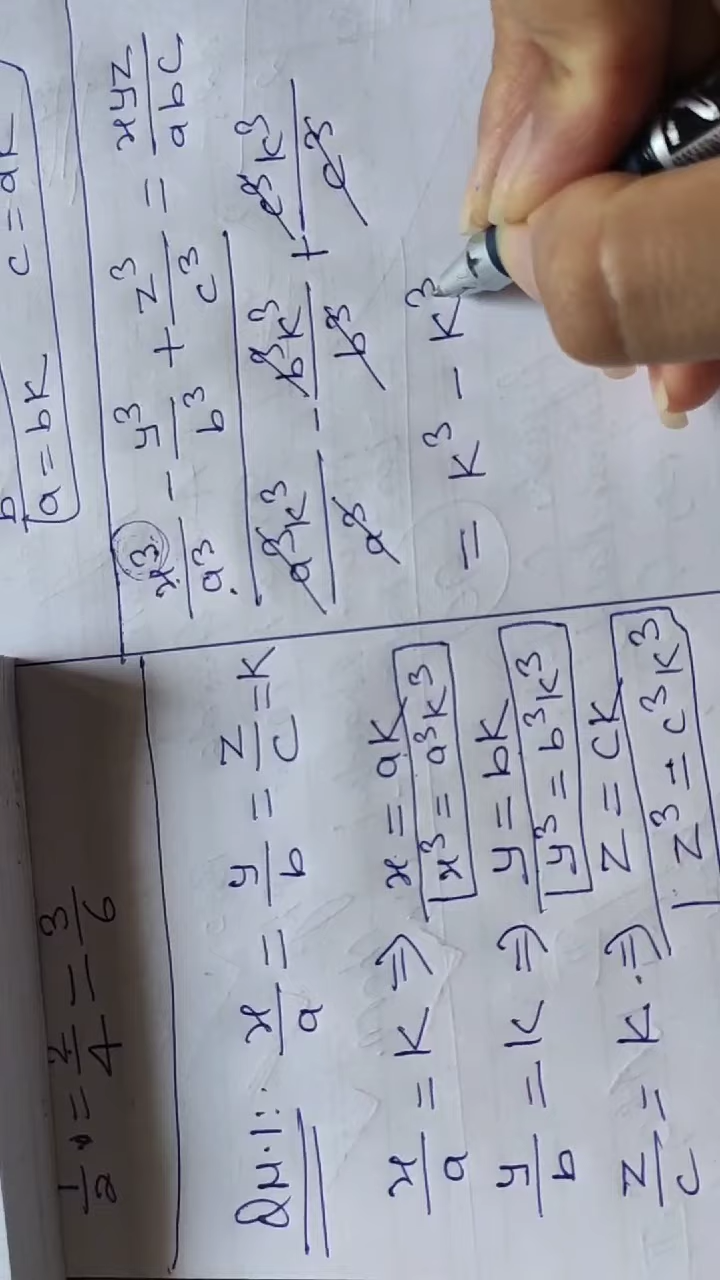 1/2 = 2/4 = 3/6
Qn.1: x/a = y/b = z/c = K
x/a = K ⇒ x = aK
x³ = a³K³
y/b = K ⇒ y = bK
y³ = b³K³
z/c = K ⇒ z = cK
z³ = c³K³
a = bK c = aK
x³/a³ - y³/b³ + z³/c³ = xyz/abc
a³K³/a³ - b³K³/b³ + c³K³/c³
= K³ - K³